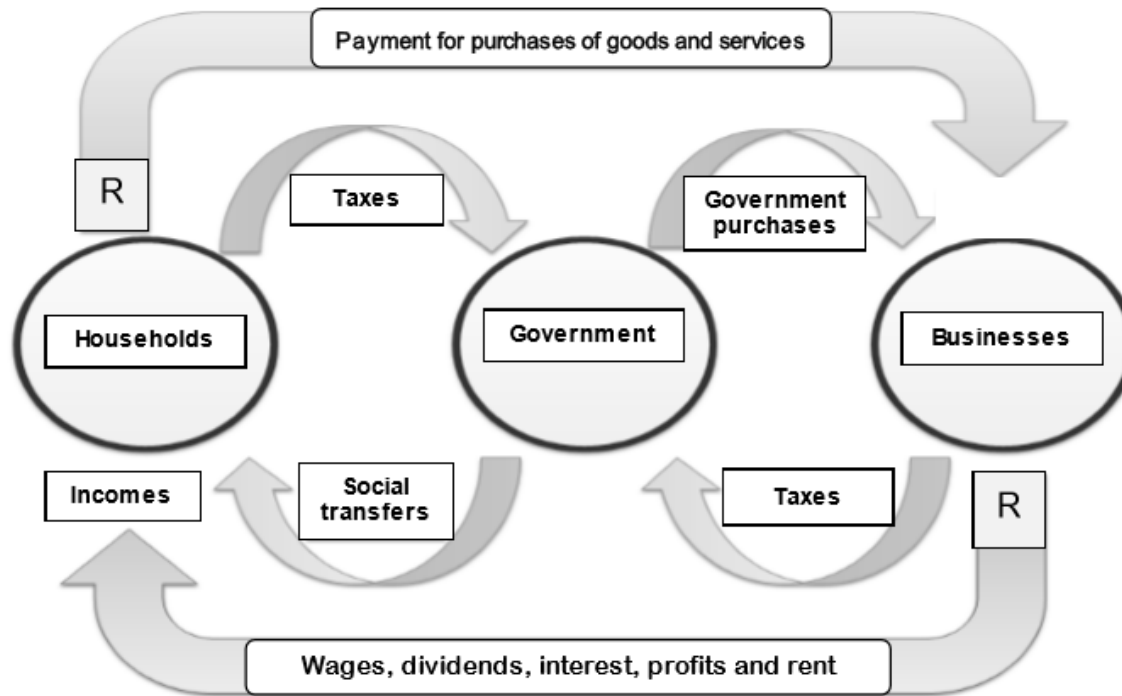 Payment for purchases of goods and services
R
Taxes
Government
purchases
Households
Government
Businesses
Incomes
Social
transfers
Taxes
R
Wages, dividends, interest, profits and rent